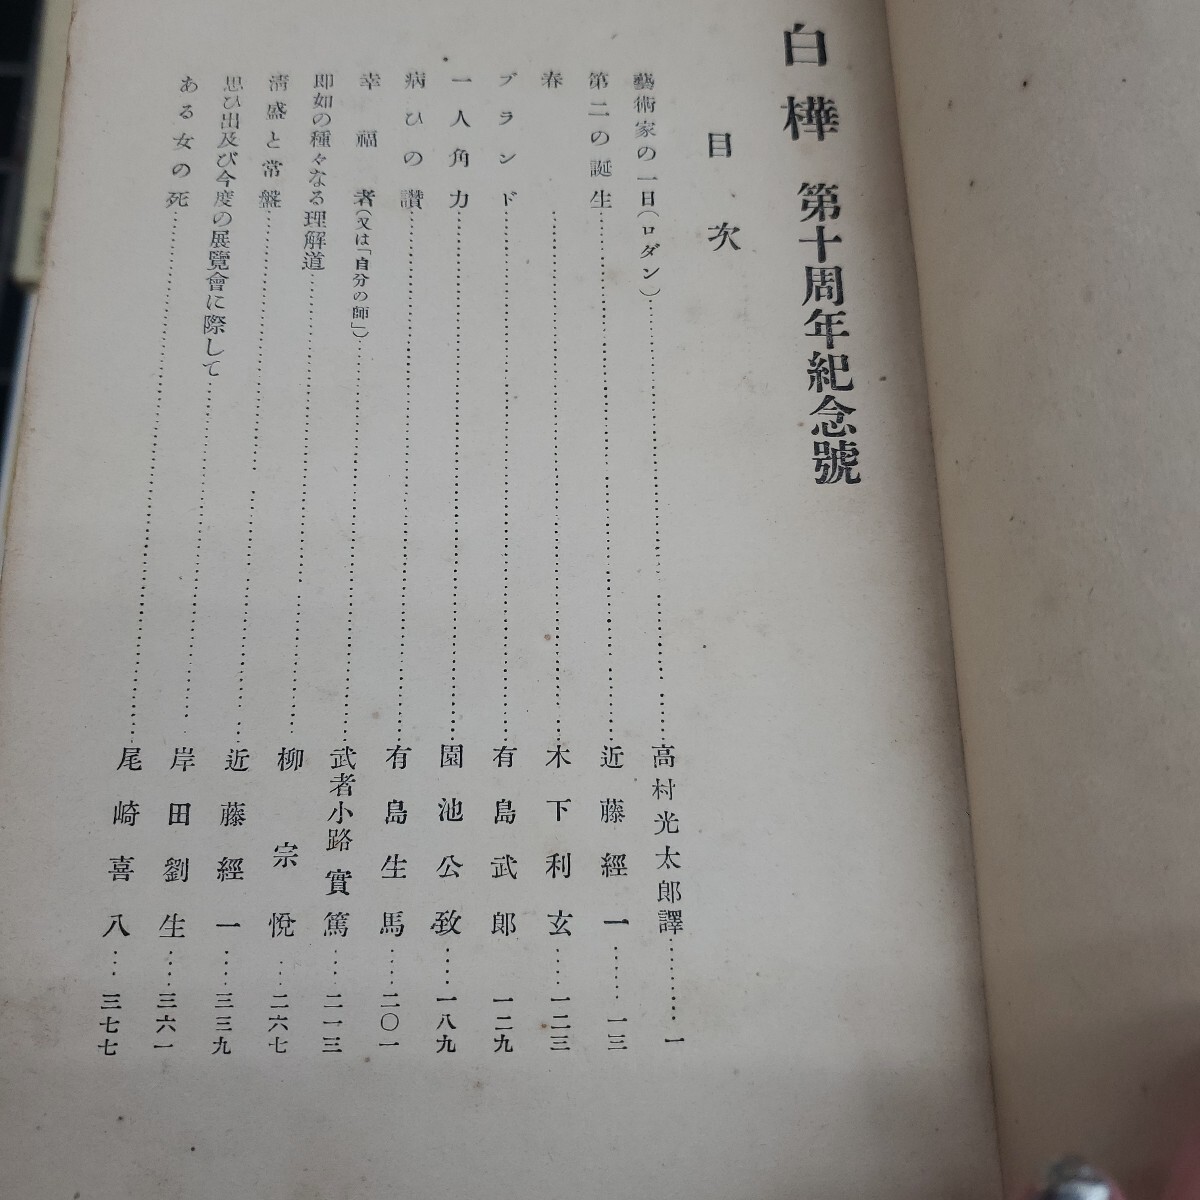 白樺 第十周年紀念號
目次
藝術家の一日(ロダン)……………高村光太郎譯………一
第二の誕生……………近藤經一……一三
春……………木下利玄……一二三
ブランド……………有島武郎……一二九
一人角力……………園池公致……一八九
病ひの讚……………有島生馬……二〇一
幸福者(又は「自分の師」)……………武者小路實篤……二一三
即如の種々なる理解道……………柳宗悅……二六七
淸盛と常盤……………近藤經一……三三九
思ひ出及び今度の展覽會に際して……………岸田劉生……三六一
ある女の死……………尾崎喜八……三七七